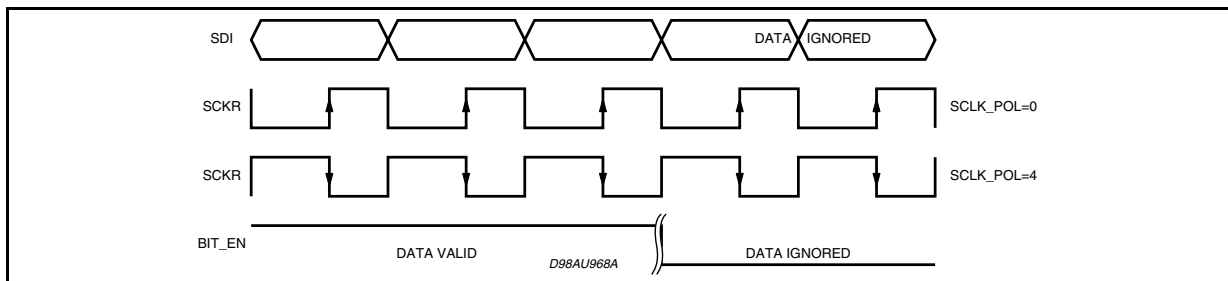 SDI
DATA IGNORED
SCKR
SCLK_POL=0
SCKR
SCLK_POL=4
BIT_EN
DATA VALID
D98AU968A
DATA IGNORED